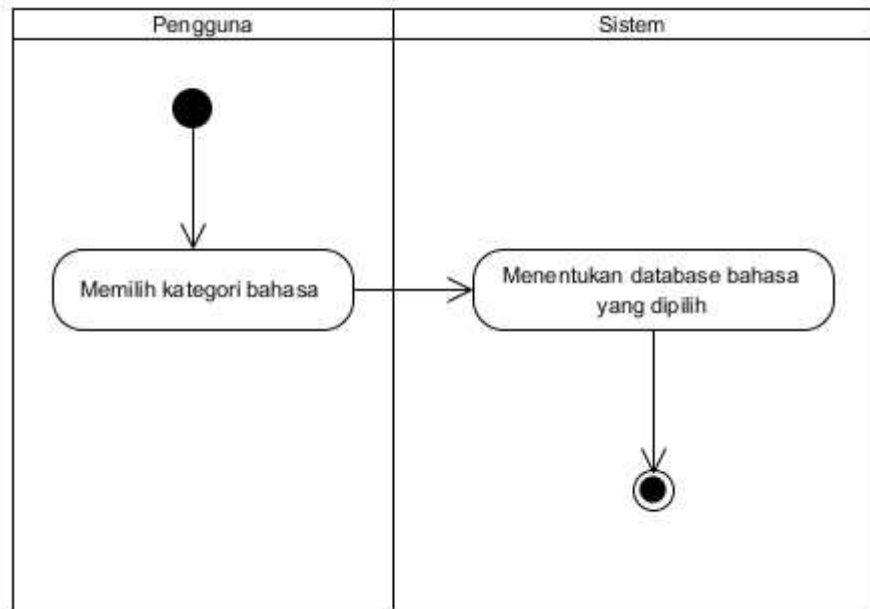 Pengguna
Sistem
Memilih kategori bahasa
Menentukan database bahasa
yang dipilih